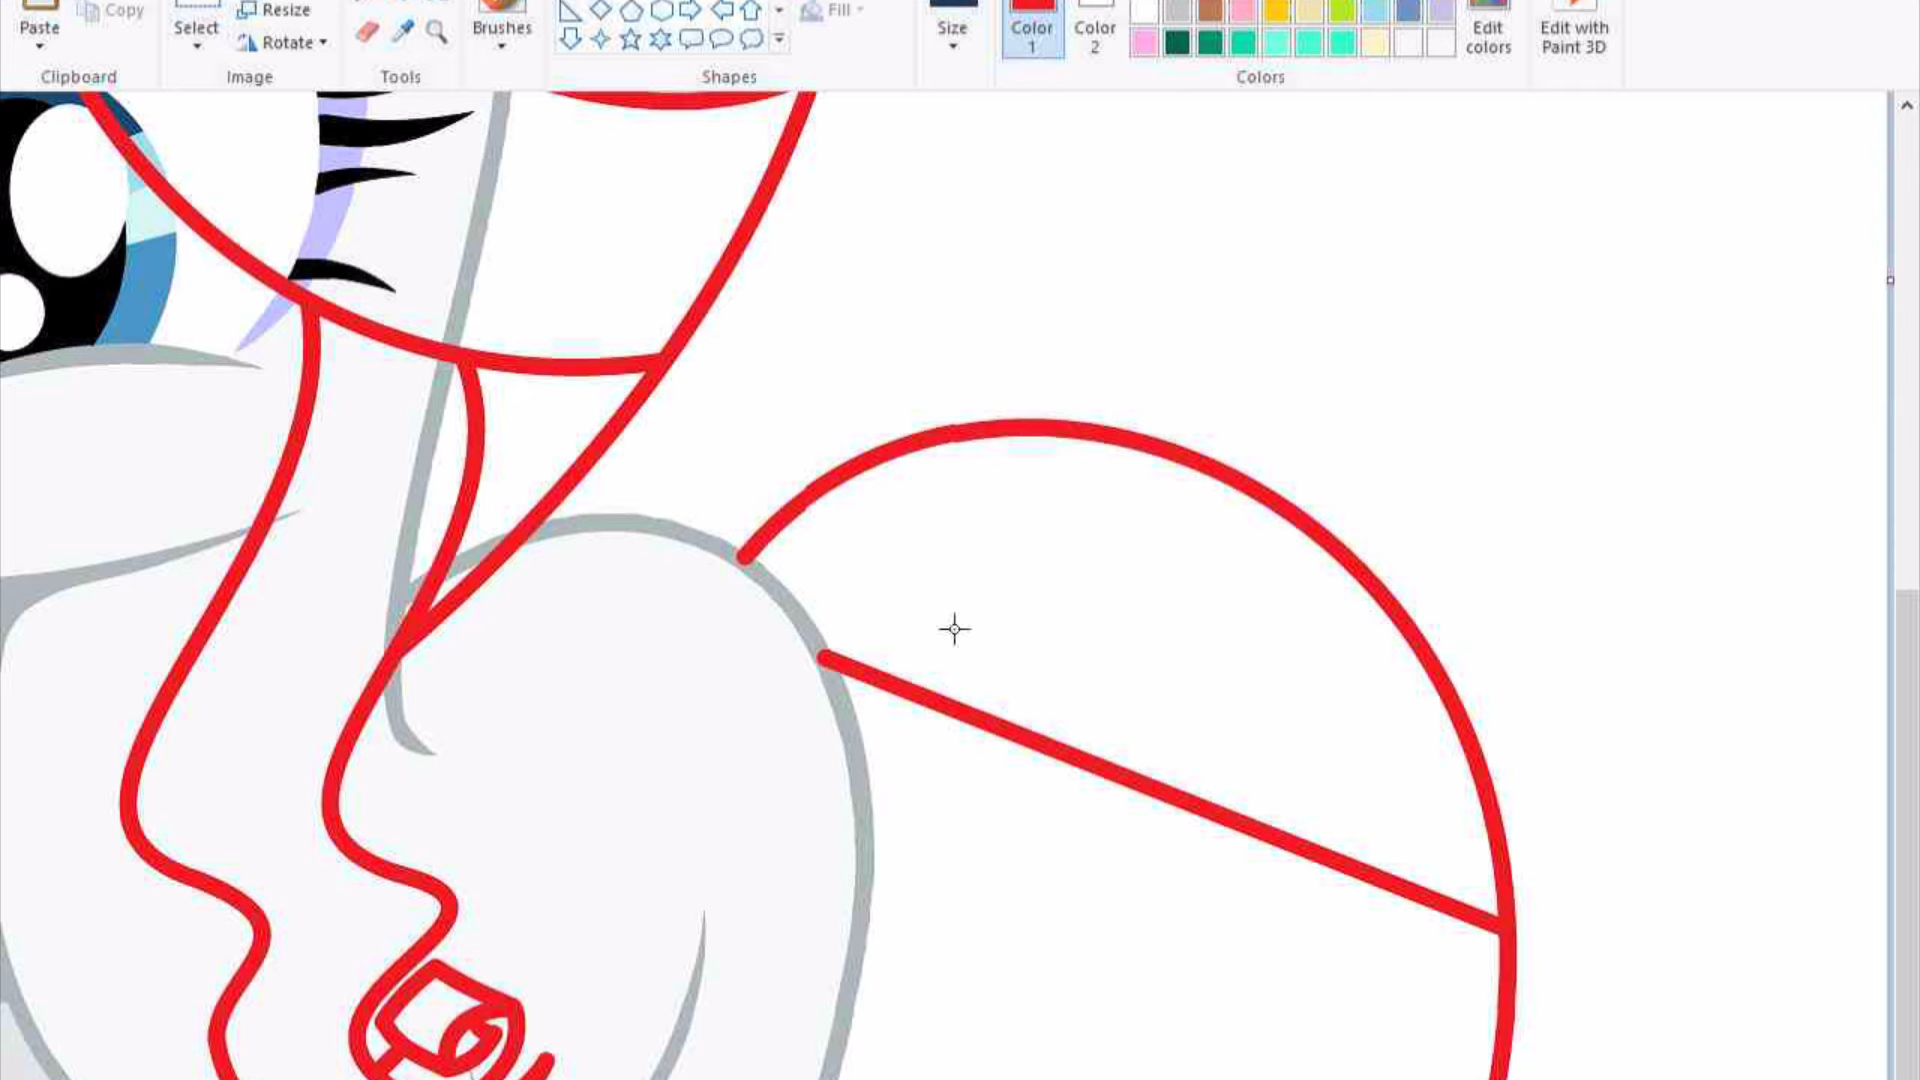 Paste
Copy
Select
Resize
Rotate
Brushes
Fill
Size
Color
1
Color
2
Edit
colors
Edit with
Paint 3D
Clipboard
Image
Tools
Shapes
Colors